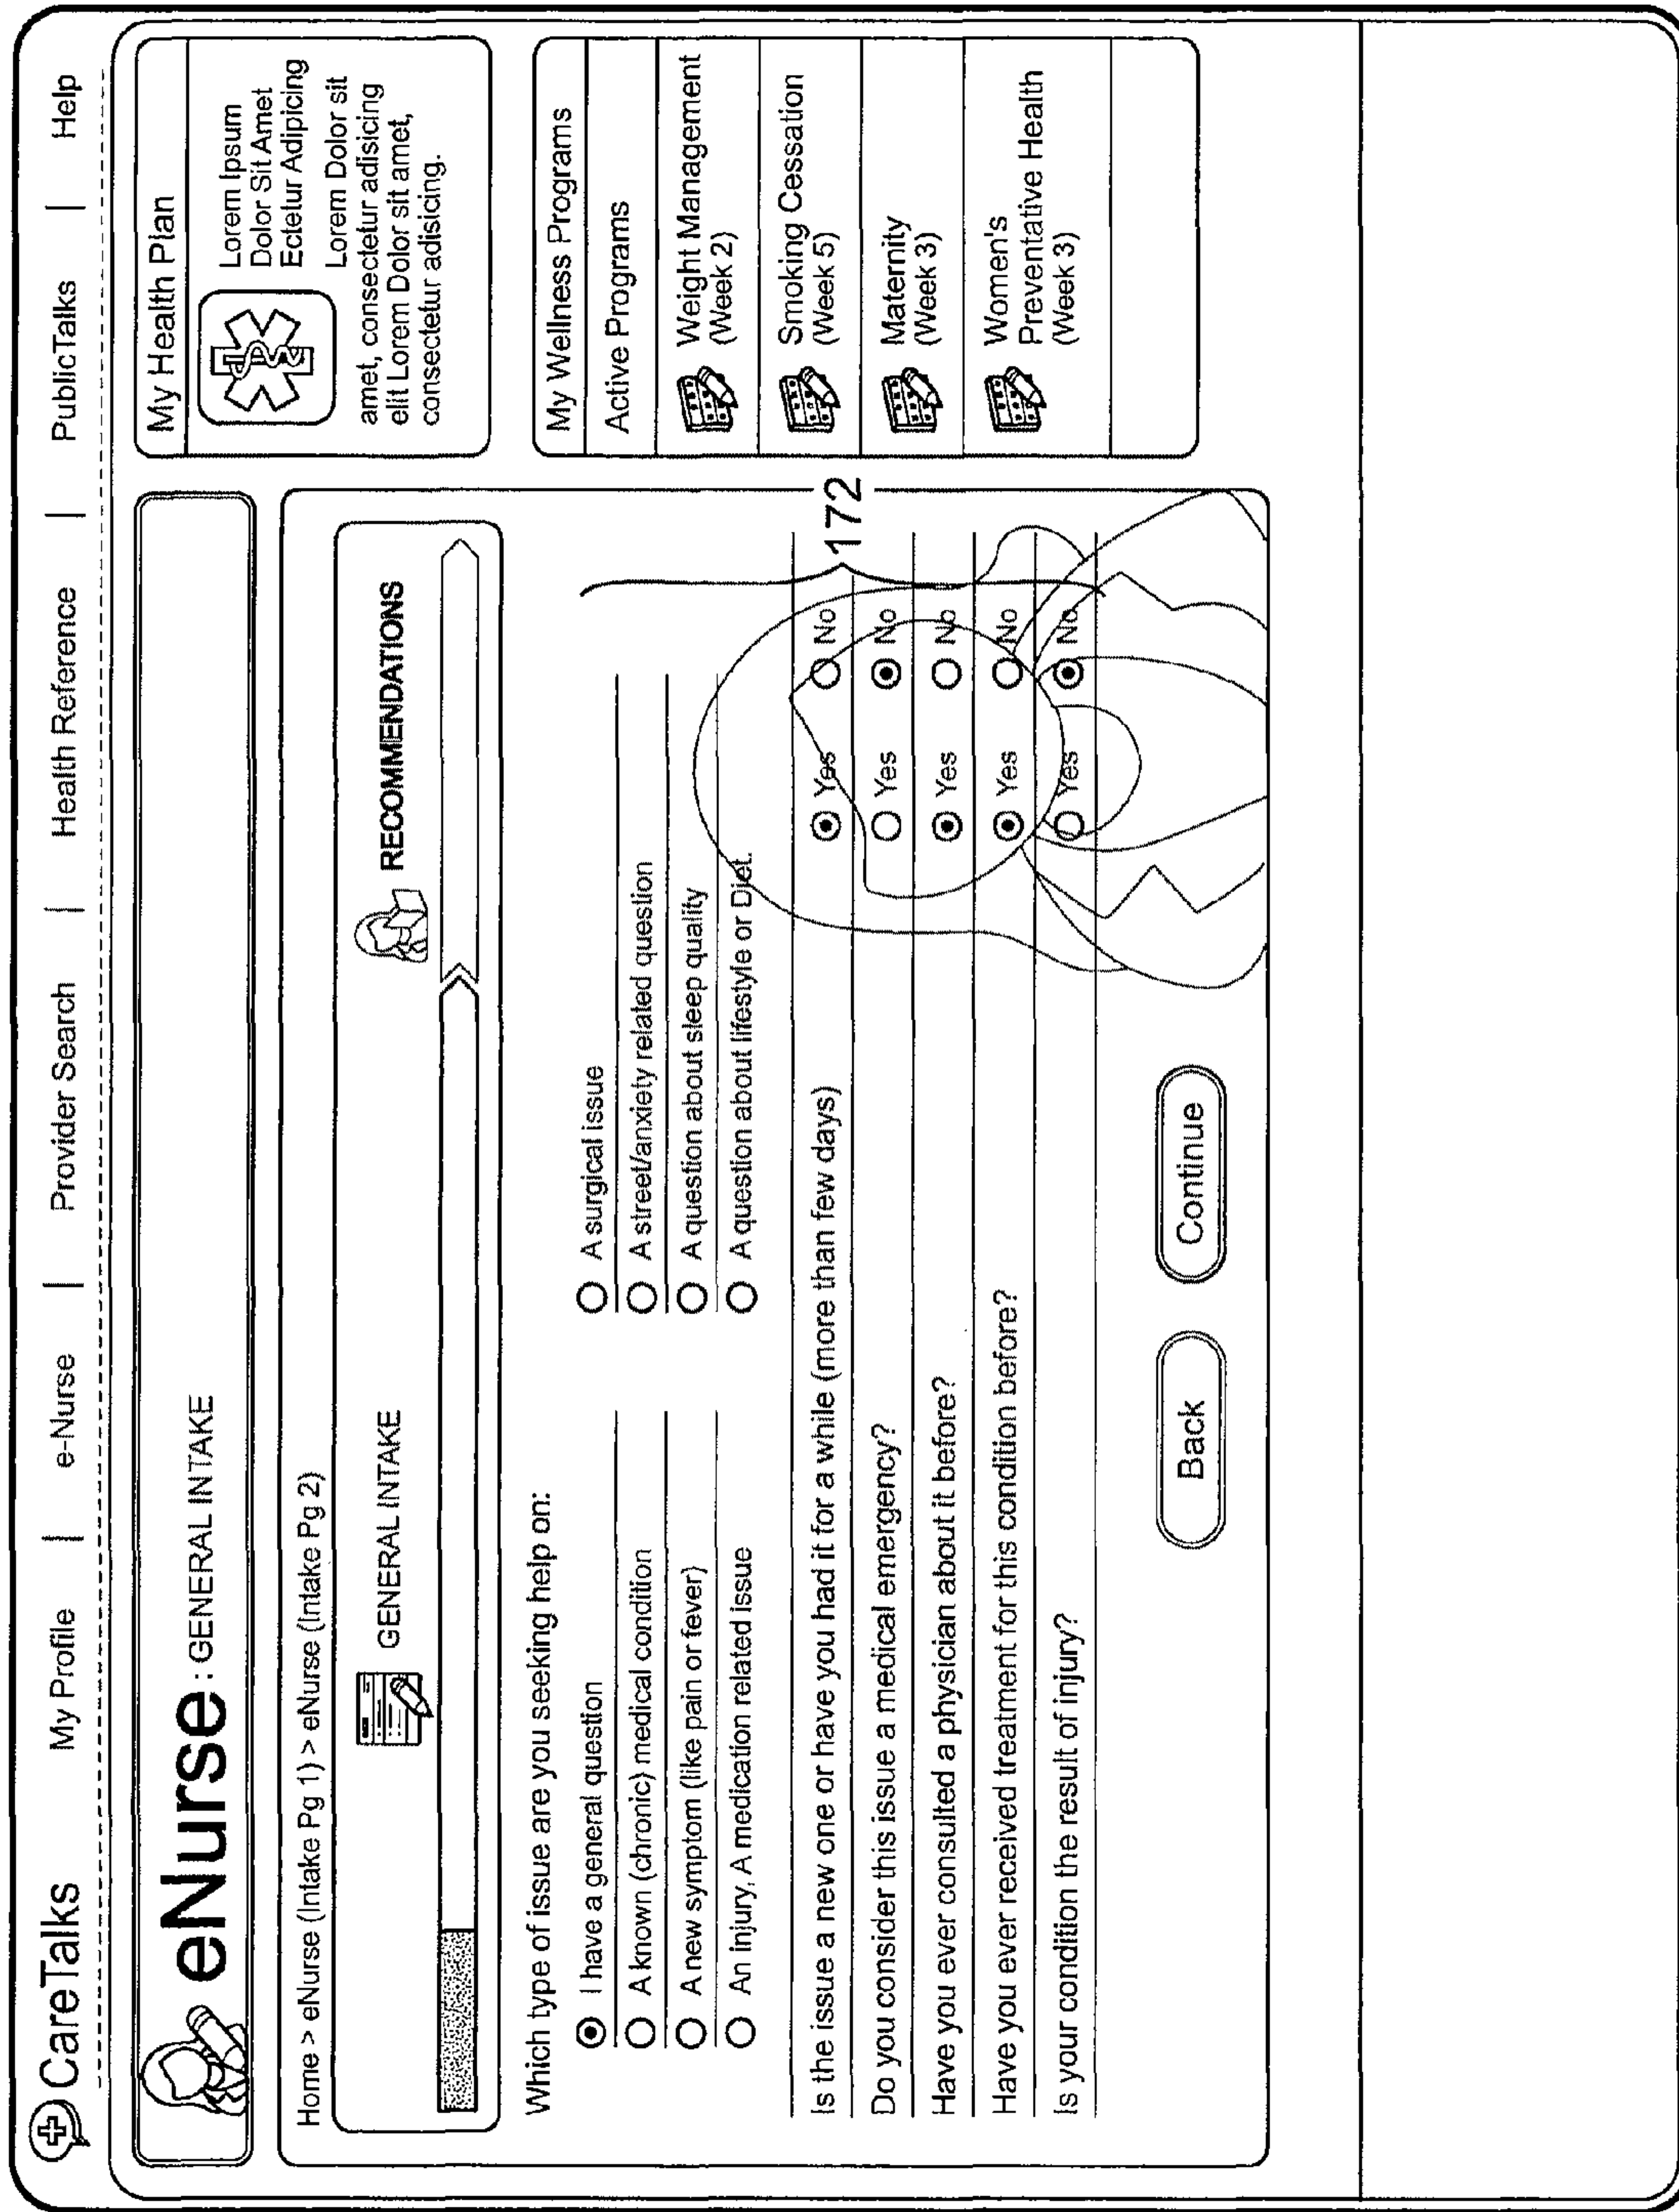 CareTalks
My Profile | e-Nurse | Provider Search | Health Reference | PublicTalks | Help
eNurse : GENERAL INTAKE
Home > eNurse (Intake Pg 1) > eNurse (Intake Pg 2)
GENERAL INTAKE
RECOMMENDATIONS
Which type of issue are you seeking help on:
I have a general question
A known (chronic) medical condition
A new symptom (like pain or fever)
An injury, A medication related issue
A surgical issue
A street/anxiety related question
A question about sleep quality
A question about lifestyle or Diet.
172
Is the issue a new one or have you had it for a while (more than few days) Yes No
Do you consider this issue a medical emergency? Yes No
Have you ever consulted a physician about it before? Yes No
Have you ever received treatment for this condition before? Yes No
Is your condition the result of injury? Yes No
Back
Continue
My Health Plan
Lorem Ipsum
Dolor Sit Amet
Ectetur Adipicing
Lorem Dolor sit
amet, consectetur adisicing
elit Lorem Dolor sit amet,
consectetur adisicing.
My Wellness Programs
Active Programs
Weight Management
(Week 2)
Smoking Cessation
(Week 5)
Maternity
(Week 3)
Women's
Preventative Health
(Week 3)